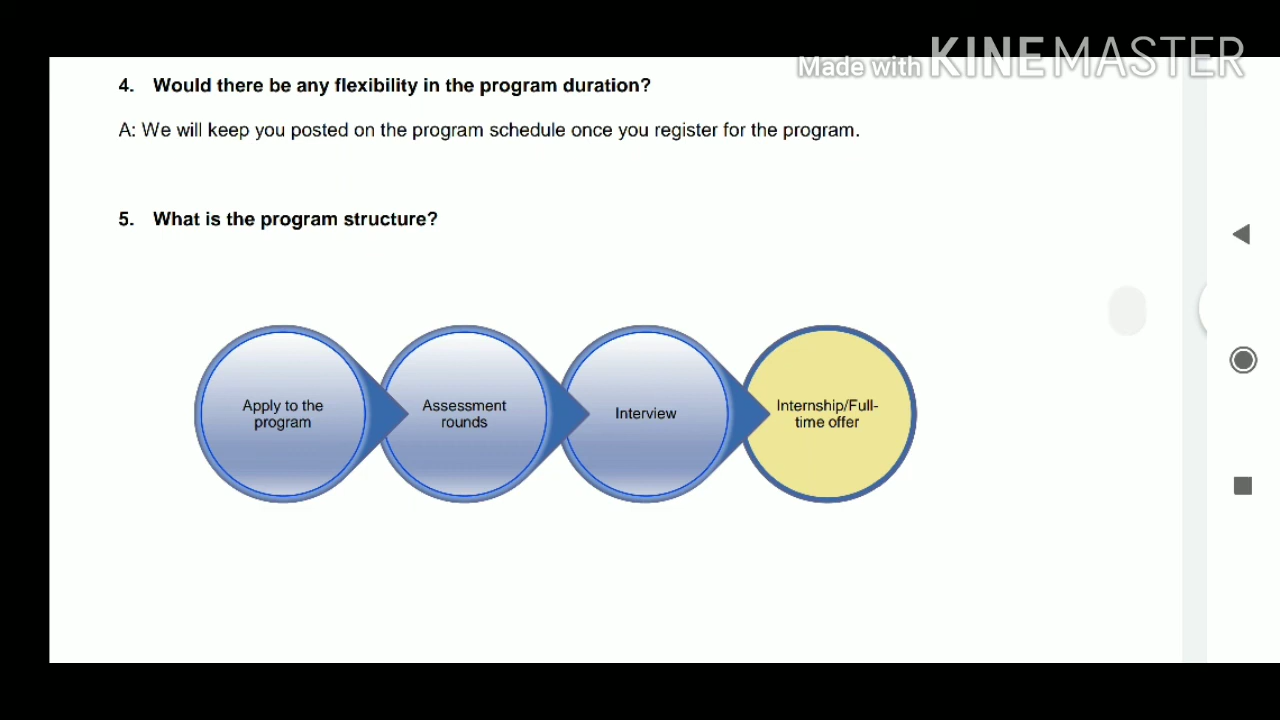 Made with KINEMASTER
4. Would there be any flexibility in the program duration?
A: We will keep you posted on the program schedule once you register for the program.
5. What is the program structure?
Apply to the
program
Assessment
rounds
Interview
Internship/Full-
time offer